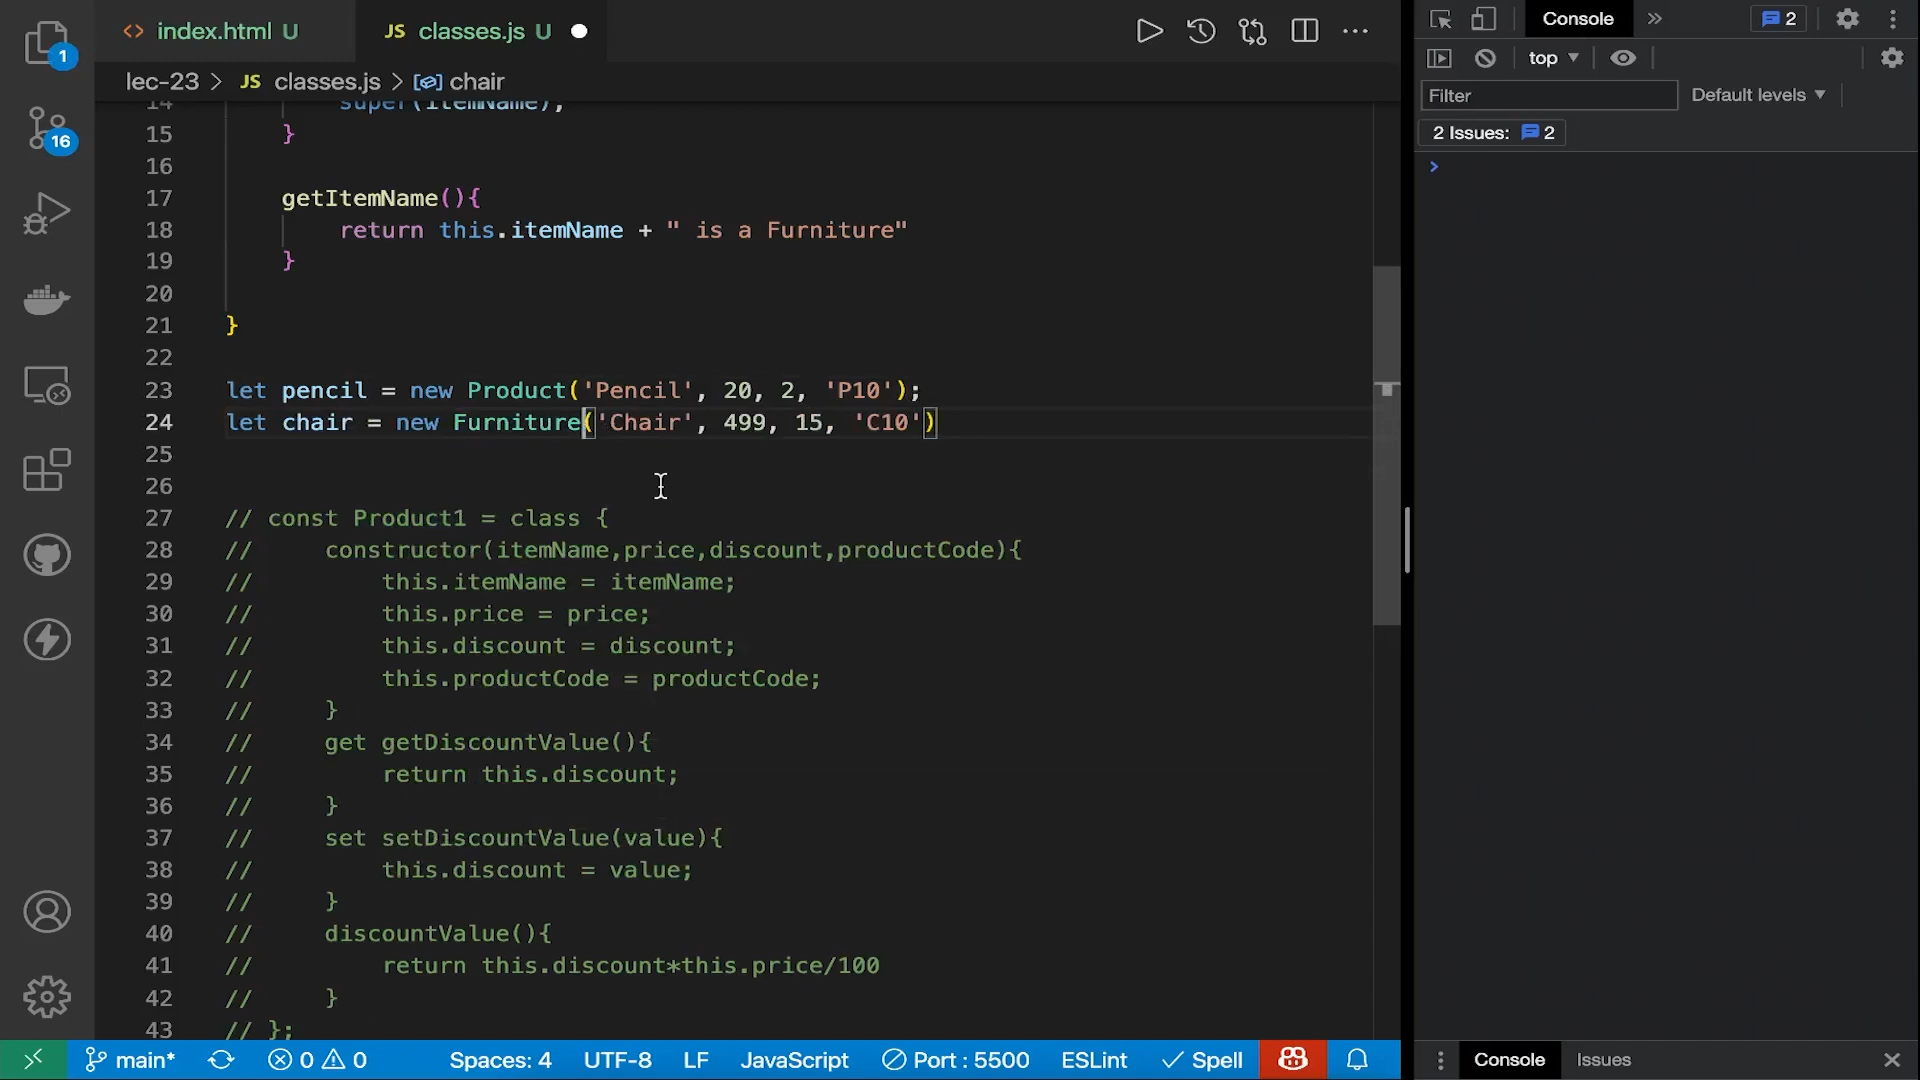 index.html U
JS classes.js U
lec-23 > JS classes.js > chair
14 super(itemName);
15 }
16
17 getItemName(){
18 return this.itemName + " is a Furniture"
19 }
20
21 }
22
23 let pencil = new Product('Pencil', 20, 2, 'P10');
24 let chair = new Furniture('Chair', 499, 15, 'C10')
25
26
27 // const Product1 = class {
28 // constructor(itemName,price,discount,productCode){
29 // this.itemName = itemName;
30 // this.price = price;
31 // this.discount = discount;
32 // this.productCode = productCode;
33 // }
34 // get getDiscountValue(){
35 // return this.discount;
36 // }
37 // set setDiscountValue(value){
38 // this.discount = value;
39 // }
40 // discountValue(){
41 // return this.discount*this.price/100
42 // }
43 // };
1
16
main* 0 0 Spaces: 4 UTF-8 LF JavaScript Port : 5500 ESLint Spell
Console 2
top
Filter Default levels
2 Issues: 2
>
Console Issues